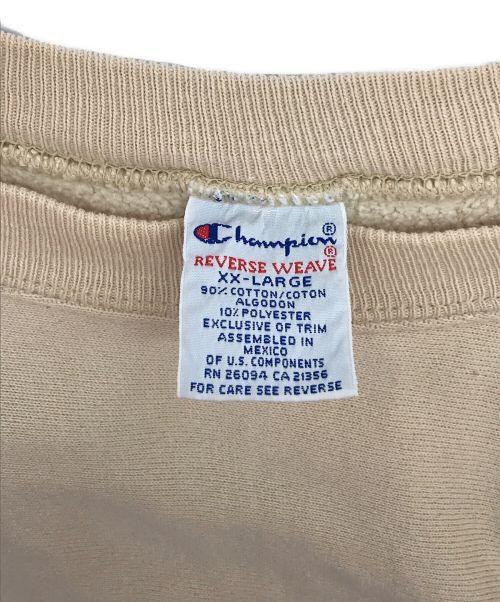 Champion®
REVERSE WEAVE®
XX-LARGE
90% COTTON/COTON
ALGODON
10% POLYESTER
EXCLUSIVE OF TRIM
ASSEMBLED IN
MEXICO
OF U.S. COMPONENTS
RN 26094 CA 21356
FOR CARE SEE REVERSE